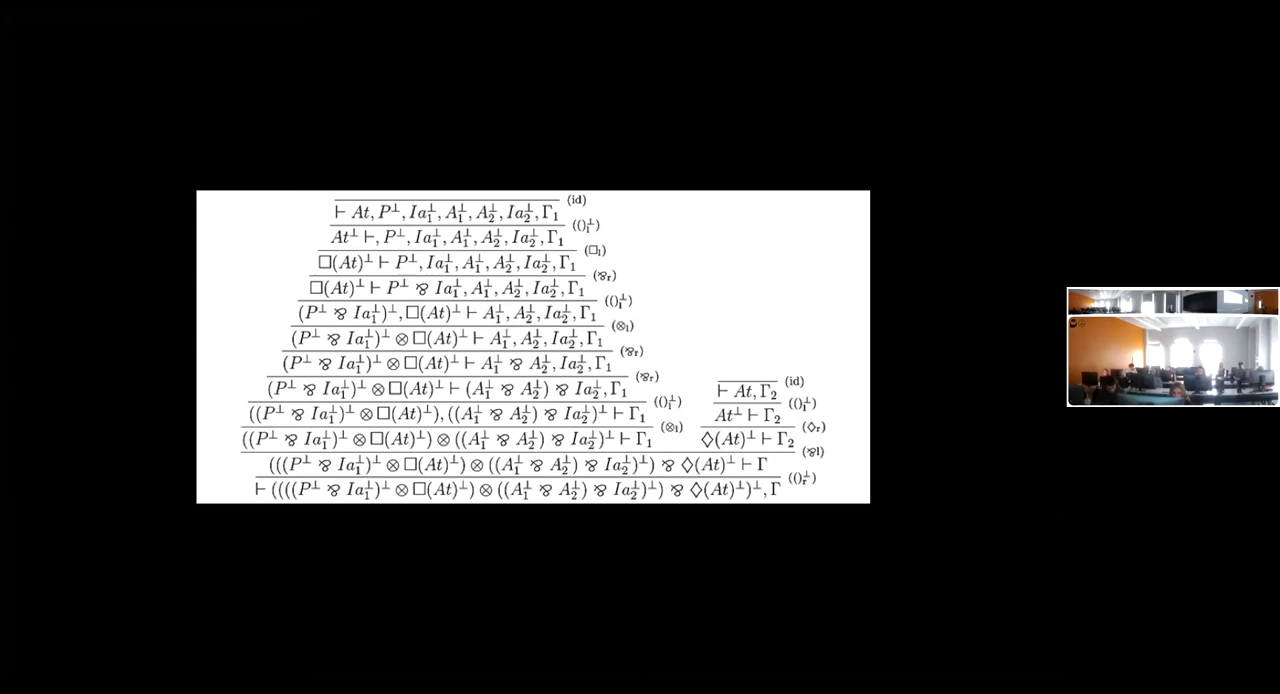 (id)
⊢ At, P^⊥, Ia_1^⊥, A_1^⊥, A_2^⊥, Ia_2^⊥, Γ_1
(()_l^⊥)
At^⊥ ⊢, P^⊥, Ia_1^⊥, A_1^⊥, A_2^⊥, Ia_2^⊥, Γ_1
(□_l)
□(At)^⊥ ⊢ P^⊥, Ia_1^⊥, A_1^⊥, A_2^⊥, Ia_2^⊥, Γ_1
(⅋_r)
□(At)^⊥ ⊢ P^⊥ ⅋ Ia_1^⊥, A_1^⊥, A_2^⊥, Ia_2^⊥, Γ_1
(()_l^⊥)
(P^⊥ ⅋ Ia_1^⊥)^⊥, □(At)^⊥ ⊢ A_1^⊥, A_2^⊥, Ia_2^⊥, Γ_1
(⊗_l)
(P^⊥ ⅋ Ia_1^⊥)^⊥ ⊗ □(At)^⊥ ⊢ A_1^⊥, A_2^⊥, Ia_2^⊥, Γ_1
(⅋_r)
(P^⊥ ⅋ Ia_1^⊥)^⊥ ⊗ □(At)^⊥ ⊢ A_1^⊥ ⅋ A_2^⊥, Ia_2^⊥, Γ_1
(⅋_r)
(P^⊥ ⅋ Ia_1^⊥)^⊥ ⊗ □(At)^⊥ ⊢ (A_1^⊥ ⅋ A_2^⊥) ⅋ Ia_2^⊥, Γ_1
(()_l^⊥)
((P^⊥ ⅋ Ia_1^⊥)^⊥ ⊗ □(At)^⊥), ((A_1^⊥ ⅋ A_2^⊥) ⅋ Ia_2^⊥)^⊥ ⊢ Γ_1
(⊗_l)
((P^⊥ ⅋ Ia_1^⊥)^⊥ ⊗ □(At)^⊥) ⊗ ((A_1^⊥ ⅋ A_2^⊥) ⅋ Ia_2^⊥)^⊥ ⊢ Γ_1
(id)
⊢ At, Γ_2
(()_l^⊥)
At^⊥ ⊢ Γ_2
(◇_r)
◇(At)^⊥ ⊢ Γ_2
(⅋l)
(((P^⊥ ⅋ Ia_1^⊥)^⊥ ⊗ □(At)^⊥) ⊗ ((A_1^⊥ ⅋ A_2^⊥) ⅋ Ia_2^⊥)^⊥) ⅋ ◇(At)^⊥ ⊢ Γ
(()_r^⊥)
⊢ ((((P^⊥ ⅋ Ia_1^⊥)^⊥ ⊗ □(At)^⊥) ⊗ ((A_1^⊥ ⅋ A_2^⊥) ⅋ Ia_2^⊥)^⊥) ⅋ ◇(At)^⊥)^⊥, Γ